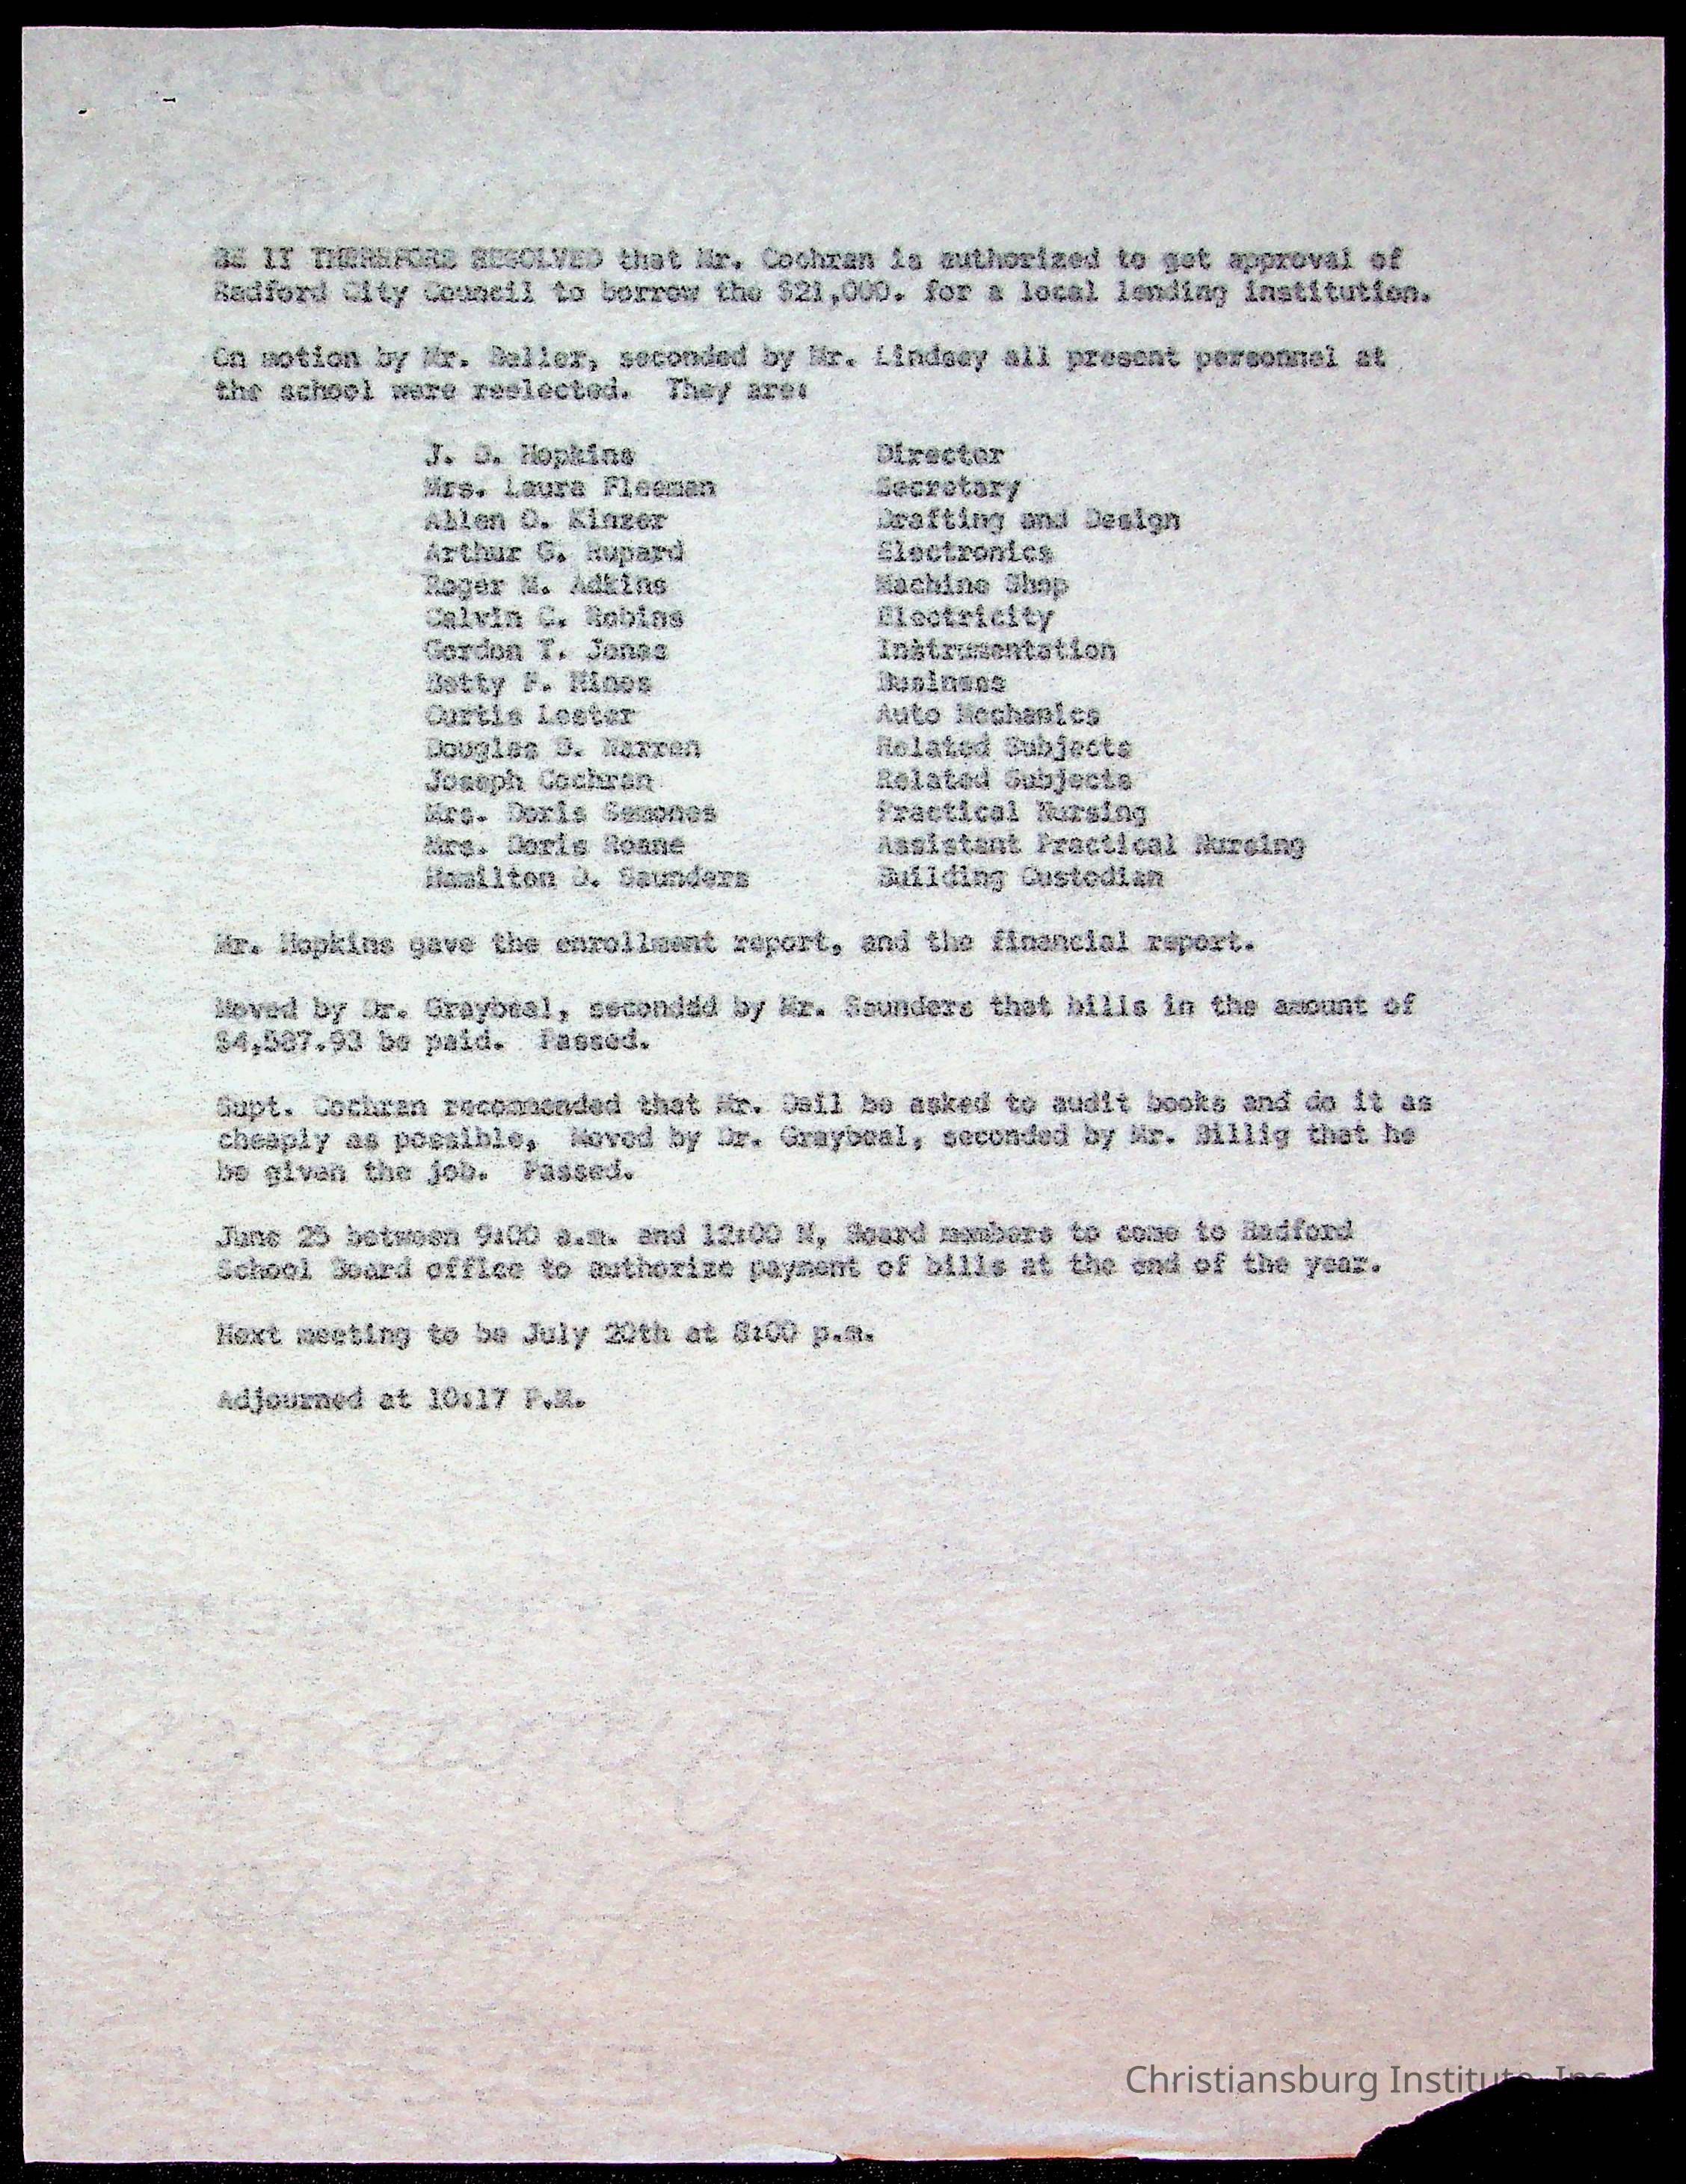 BE IT THEREFORE RESOLVED that Mr. Cochran is authorized to get approval of
Radford City Council to borrow the $21,000. for a local lending institution.
On motion by Mr. Beller, seconded by Mr. Lindsay all present personnel at
the school were reelected. They are:
J. D. Hopkins Director
Mrs. Laura Fleeman Secretary
Allen O. Kinzer Drafting and Design
Arthur G. Rupard Electronics
Roger M. Adkins Machine Shop
Calvin C. Robins Electricity
Gordon T. Jones Instrumentation
Betty F. Hines Business
Curtis Lester Auto Mechanics
Douglas Related Subjects
Joseph Cochran Related Subjects
Mrs. Doris Semones Practical Nursing
Mrs. Doris Roane Assistant Practical Nursing
Hamilton D. Saunders Building Custodian
Mr. Hopkins gave the enrollment report, and the financial report.
Moved by Dr. Graybeal, seconddd by Mr. Saunders that bills in the amount of
$4,587.93 be paid. Passed.
Supt. Cochran recommended that Mr. Dail be asked to audit books and do it as
cheaply as possible, Moved by Dr. Graybeal, seconded by Mr. Billig that he
be given the job. Passed.
June 25 between 9:00 a.m. and 12:00 N, Board members to come to Radford
School Board office to authorize payment of bills at the end of the year.
Next meeting to be July 20th at 8:00 p.m.
Adjourned at 10:17 P.M.
Christiansburg Institute, Inc.